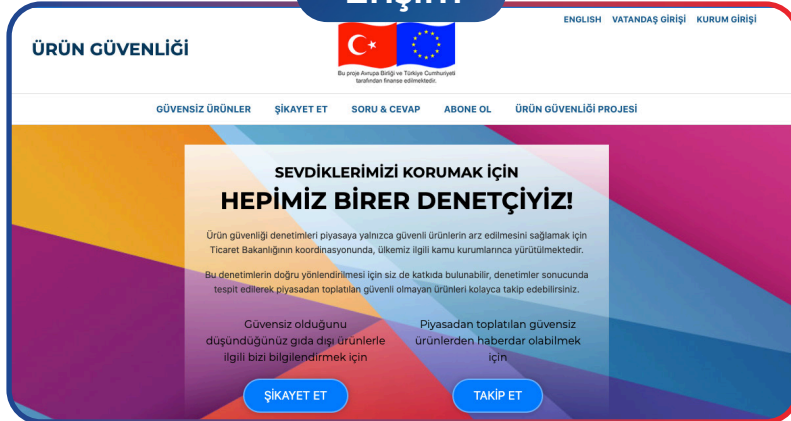 Erişim
ENGLISH VATANDAŞ GİRİŞİ KURUM GİRİŞİ
ÜRÜN GÜVENLİĞİ
Bu proje Avrupa Birliği ve Türkiye Cumhuriyeti
tarafından finanse edilmektedir.
GÜVENSİZ ÜRÜNLER ŞİKAYET ET SORU & CEVAP ABONE OL ÜRÜN GÜVENLİĞİ PROJESİ
SEVDİKLERİMİZİ KORUMAK İÇİN
HEPİMİZ BİRER DENETÇİYİZ!
Ürün güvenliği denetimleri piyasaya yalnızca güvenli ürünlerin arz edilmesini sağlamak için
Ticaret Bakanlığının koordinasyonunda, ülkemiz ilgili kamu kurumlarınca yürütülmektedir.
Bu denetimlerin doğru yönlendirilmesi için siz de katkıda bulunabilir, denetimler sonucunda
tespit edilerek piyasadan toplatılan güvenli olmayan ürünleri kolayca takip edebilirsiniz.
Güvensiz olduğunu
düşündüğünüz gıda dışı ürünlerle
ilgili bizi bilgilendirmek için
Piyasadan toplatılan güvensiz
ürünlerden haberdar olabilmek
için
ŞİKAYET ET
TAKİP ET